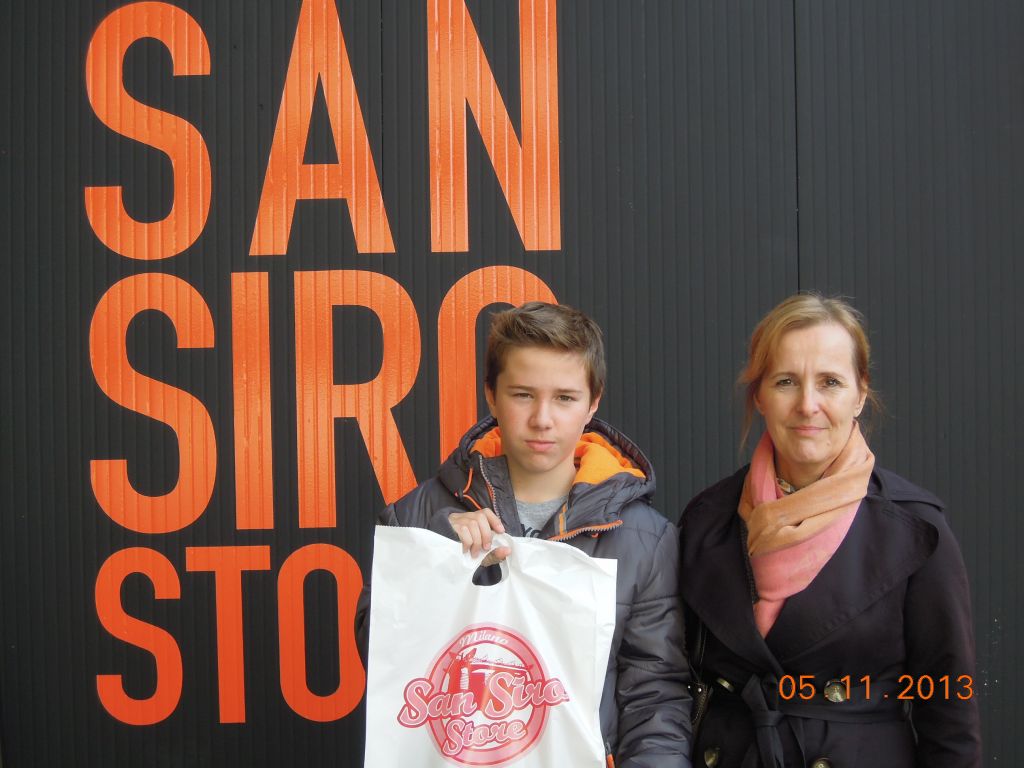 SAN
SIRO
STO
Milano
San Siro
Store
05.11.2013